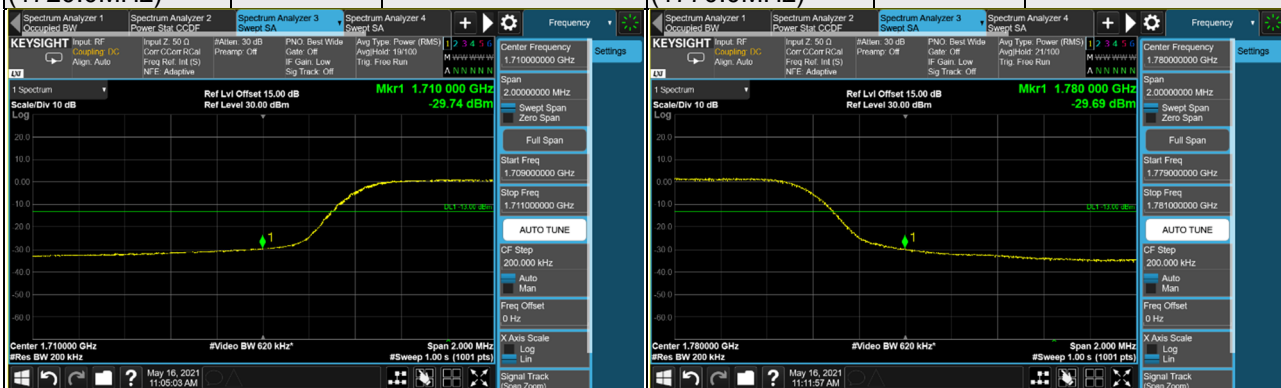 Spectrum Analyzer 1
Occupied BW
Spectrum Analyzer 2
Power Stat CCDF
Spectrum Analyzer 3
Swept SA
Spectrum Analyzer 4
Swept SA
+
Frequency
KEYSIGHT
Input: RF
Coupling: DC
Align: Auto
Input Z: 50 Ω
Corr CCorr RCal
Freq Ref: Int (S)
NFE: Adaptive
#Atten: 30 dB
Preamp: Off
PNO: Best Wide
Gate: Off
IF Gain: Low
Sig Track: Off
Avg Type: Power (RMS)
Avg|Hold: 19/100
Trig: Free Run
1 2 3 4 5 6
M W W W W W
A N N N N N
LXI
1 Spectrum
Scale/Div 10 dB
Log
Ref Lvl Offset 15.00 dB
Ref Level 30.00 dBm
Mkr1 1.710 000 GHz
-29.74 dBm
20.0
10.0
0.00
-10.0
-20.0
-30.0
-40.0
-50.0
-60.0
DL1 -13.00 dBm
1
Center 1.710000 GHz
#Res BW 200 kHz
#Video BW 620 kHz*
Span 2.000 MHz
#Sweep 1.00 s (1001 pts)
May 16, 2021
11:05:03 AM
Center Frequency
1.710000000 GHz
Settings
Span
2.00000000 MHz
Swept Span
Zero Span
Full Span
Start Freq
1.709000000 GHz
Stop Freq
1.711000000 GHz
AUTO TUNE
CF Step
200.000 kHz
Auto
Man
Freq Offset
0 Hz
X Axis Scale
Log
Lin
Signal Track
(Span Zoom)
Spectrum Analyzer 1
Occupied BW
Spectrum Analyzer 2
Power Stat CCDF
Spectrum Analyzer 3
Swept SA
Spectrum Analyzer 4
Swept SA
+
Frequency
KEYSIGHT
Input: RF
Coupling: DC
Align: Auto
Input Z: 50 Ω
Corr CCorr RCal
Freq Ref: Int (S)
NFE: Adaptive
#Atten: 30 dB
Preamp: Off
PNO: Best Wide
Gate: Off
IF Gain: Low
Sig Track: Off
Avg Type: Power (RMS)
Avg|Hold: 21/100
Trig: Free Run
1 2 3 4 5 6
M W W W W W
A N N N N N
LXI
1 Spectrum
Scale/Div 10 dB
Log
Ref Lvl Offset 15.00 dB
Ref Level 30.00 dBm
Mkr1 1.780 000 GHz
-29.69 dBm
20.0
10.0
0.00
-10.0
-20.0
-30.0
-40.0
-50.0
-60.0
DL1 -13.00 dBm
1
Center 1.780000 GHz
#Res BW 200 kHz
#Video BW 620 kHz*
Span 2.000 MHz
#Sweep 1.00 s (1001 pts)
May 16, 2021
11:11:57 AM
Center Frequency
1.780000000 GHz
Settings
Span
2.00000000 MHz
Swept Span
Zero Span
Full Span
Start Freq
1.779000000 GHz
Stop Freq
1.781000000 GHz
AUTO TUNE
CF Step
200.000 kHz
Auto
Man
Freq Offset
0 Hz
X Axis Scale
Log
Lin
Signal Track
(Span Zoom)